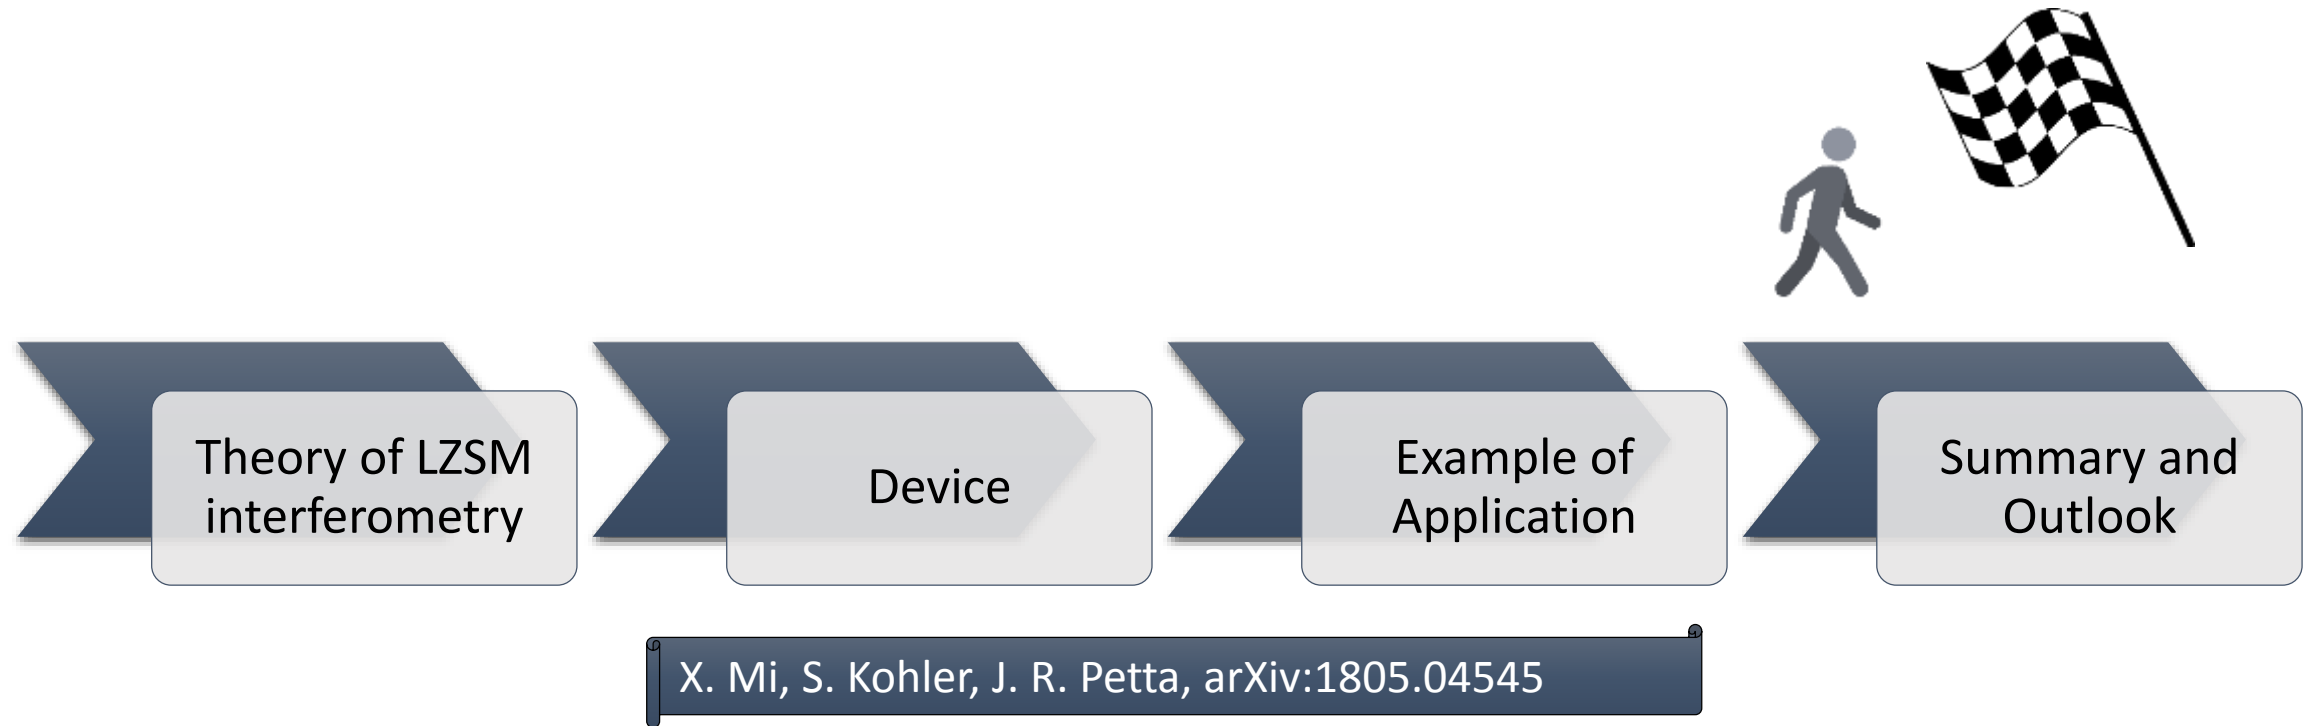 Theory of LZSM
interferometry
Device
Example of
Application
Summary and
Outlook
X. Mi, S. Kohler, J. R. Petta, arXiv:1805.04545